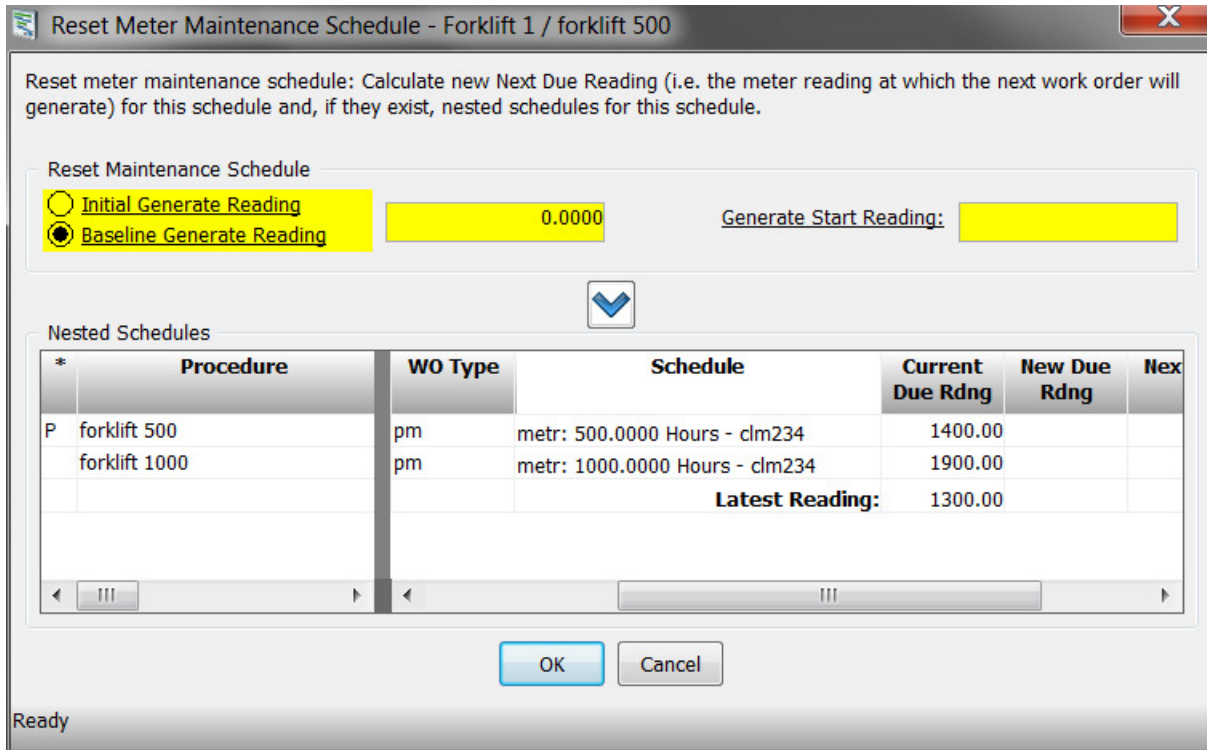 Reset Meter Maintenance Schedule - Forklift 1 / forklift 500
X
Reset meter maintenance schedule: Calculate new Next Due Reading (i.e. the meter reading at which the next work order will
generate) for this schedule and, if they exist, nested schedules for this schedule.
Reset Maintenance Schedule
Initial Generate Reading
Baseline Generate Reading
0.0000
Generate Start Reading:
Nested Schedules
* Procedure WO Type Schedule Current Due Rdng New Due Rdng Nex
P forklift 500 pm metr: 500.0000 Hours - clm234 1400.00
forklift 1000 pm metr: 1000.0000 Hours - clm234 1900.00
Latest Reading: 1300.00
OK Cancel
Ready